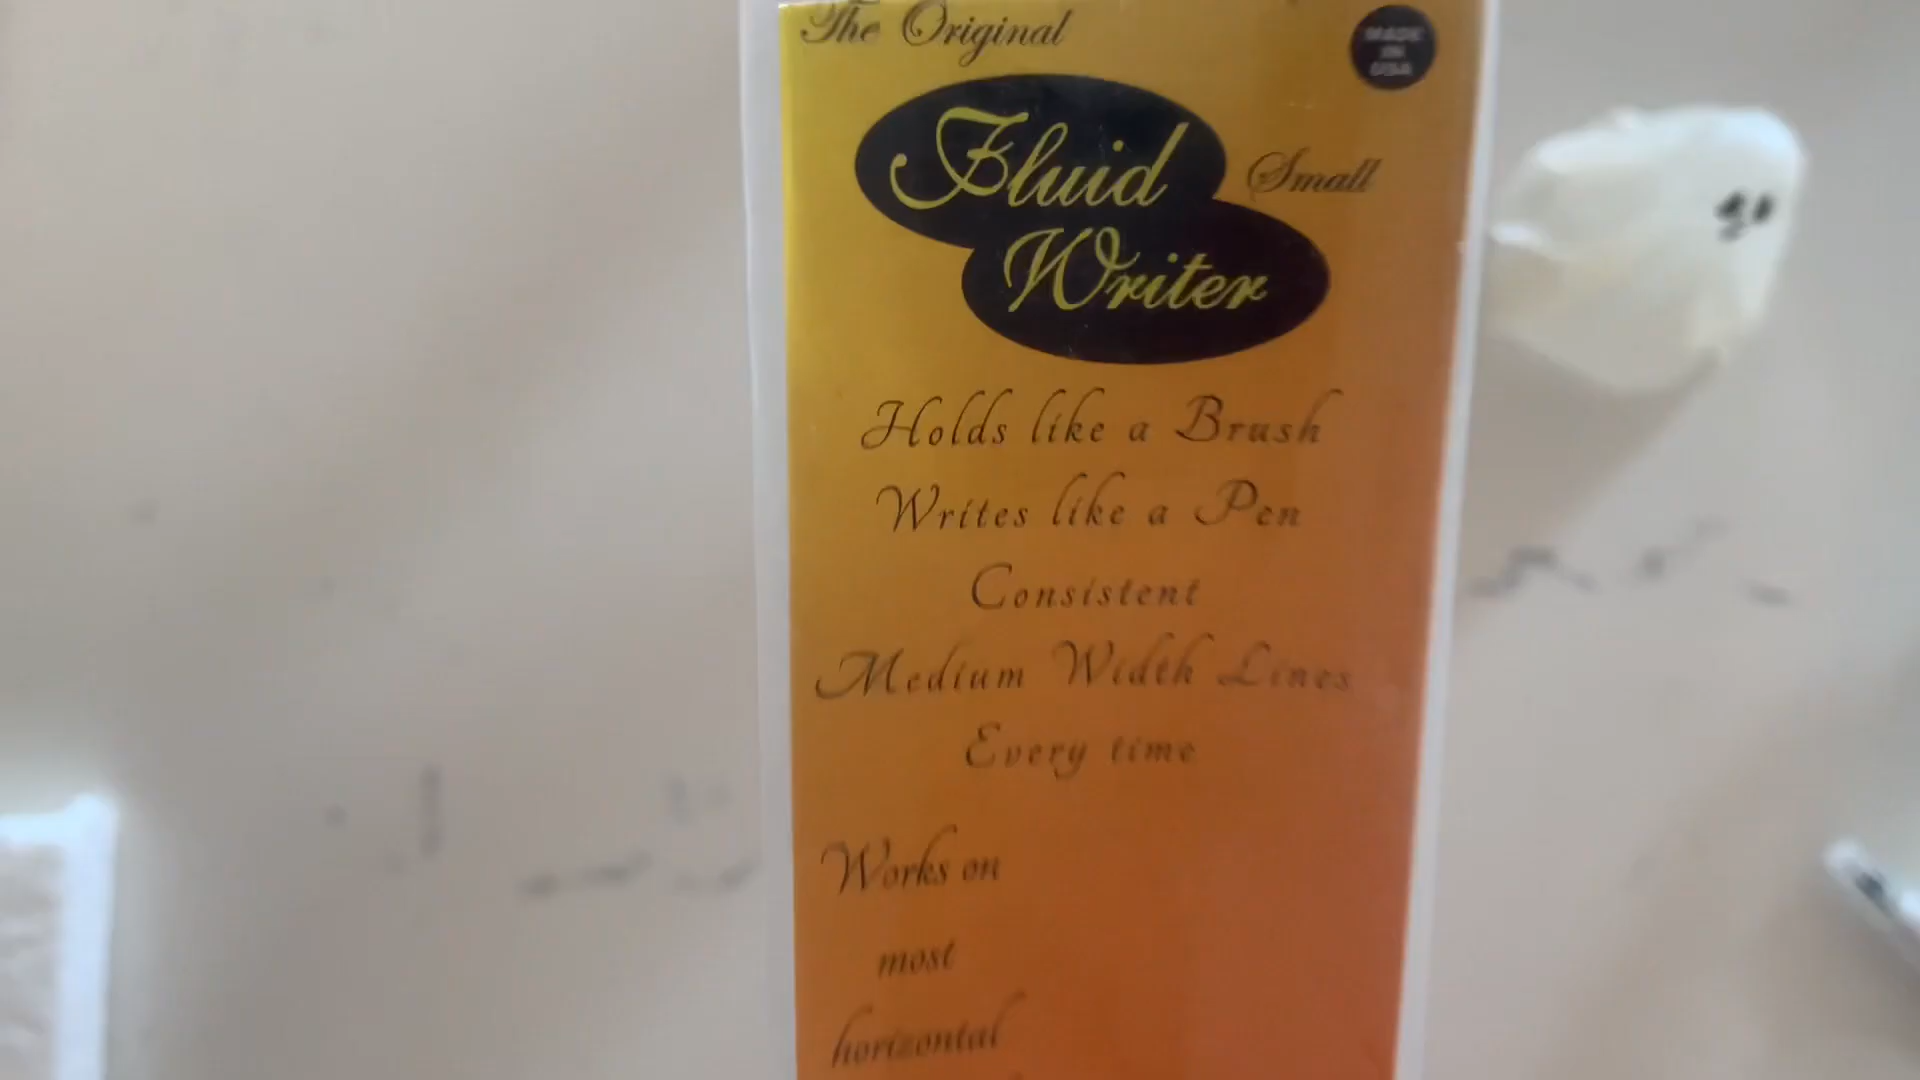 The Original
MADE
IN
USA
Fluid
Small
Writer
Holds like a Brush
Writes like a Pen
Consistent
Medium Width Lines
Every time
Works on
most
horizontal